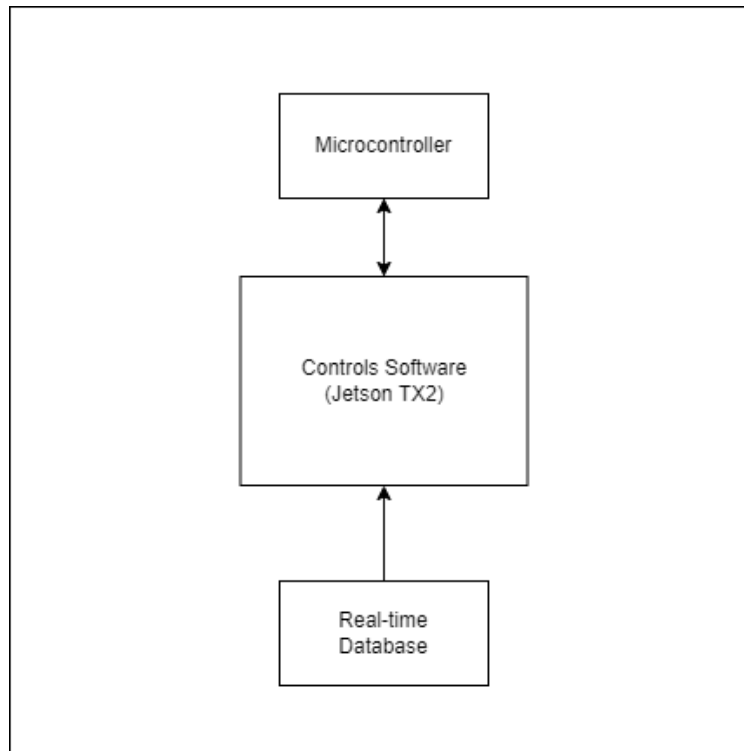 Microcontroller
Controls Software
(Jetson TX2)
Real-time
Database